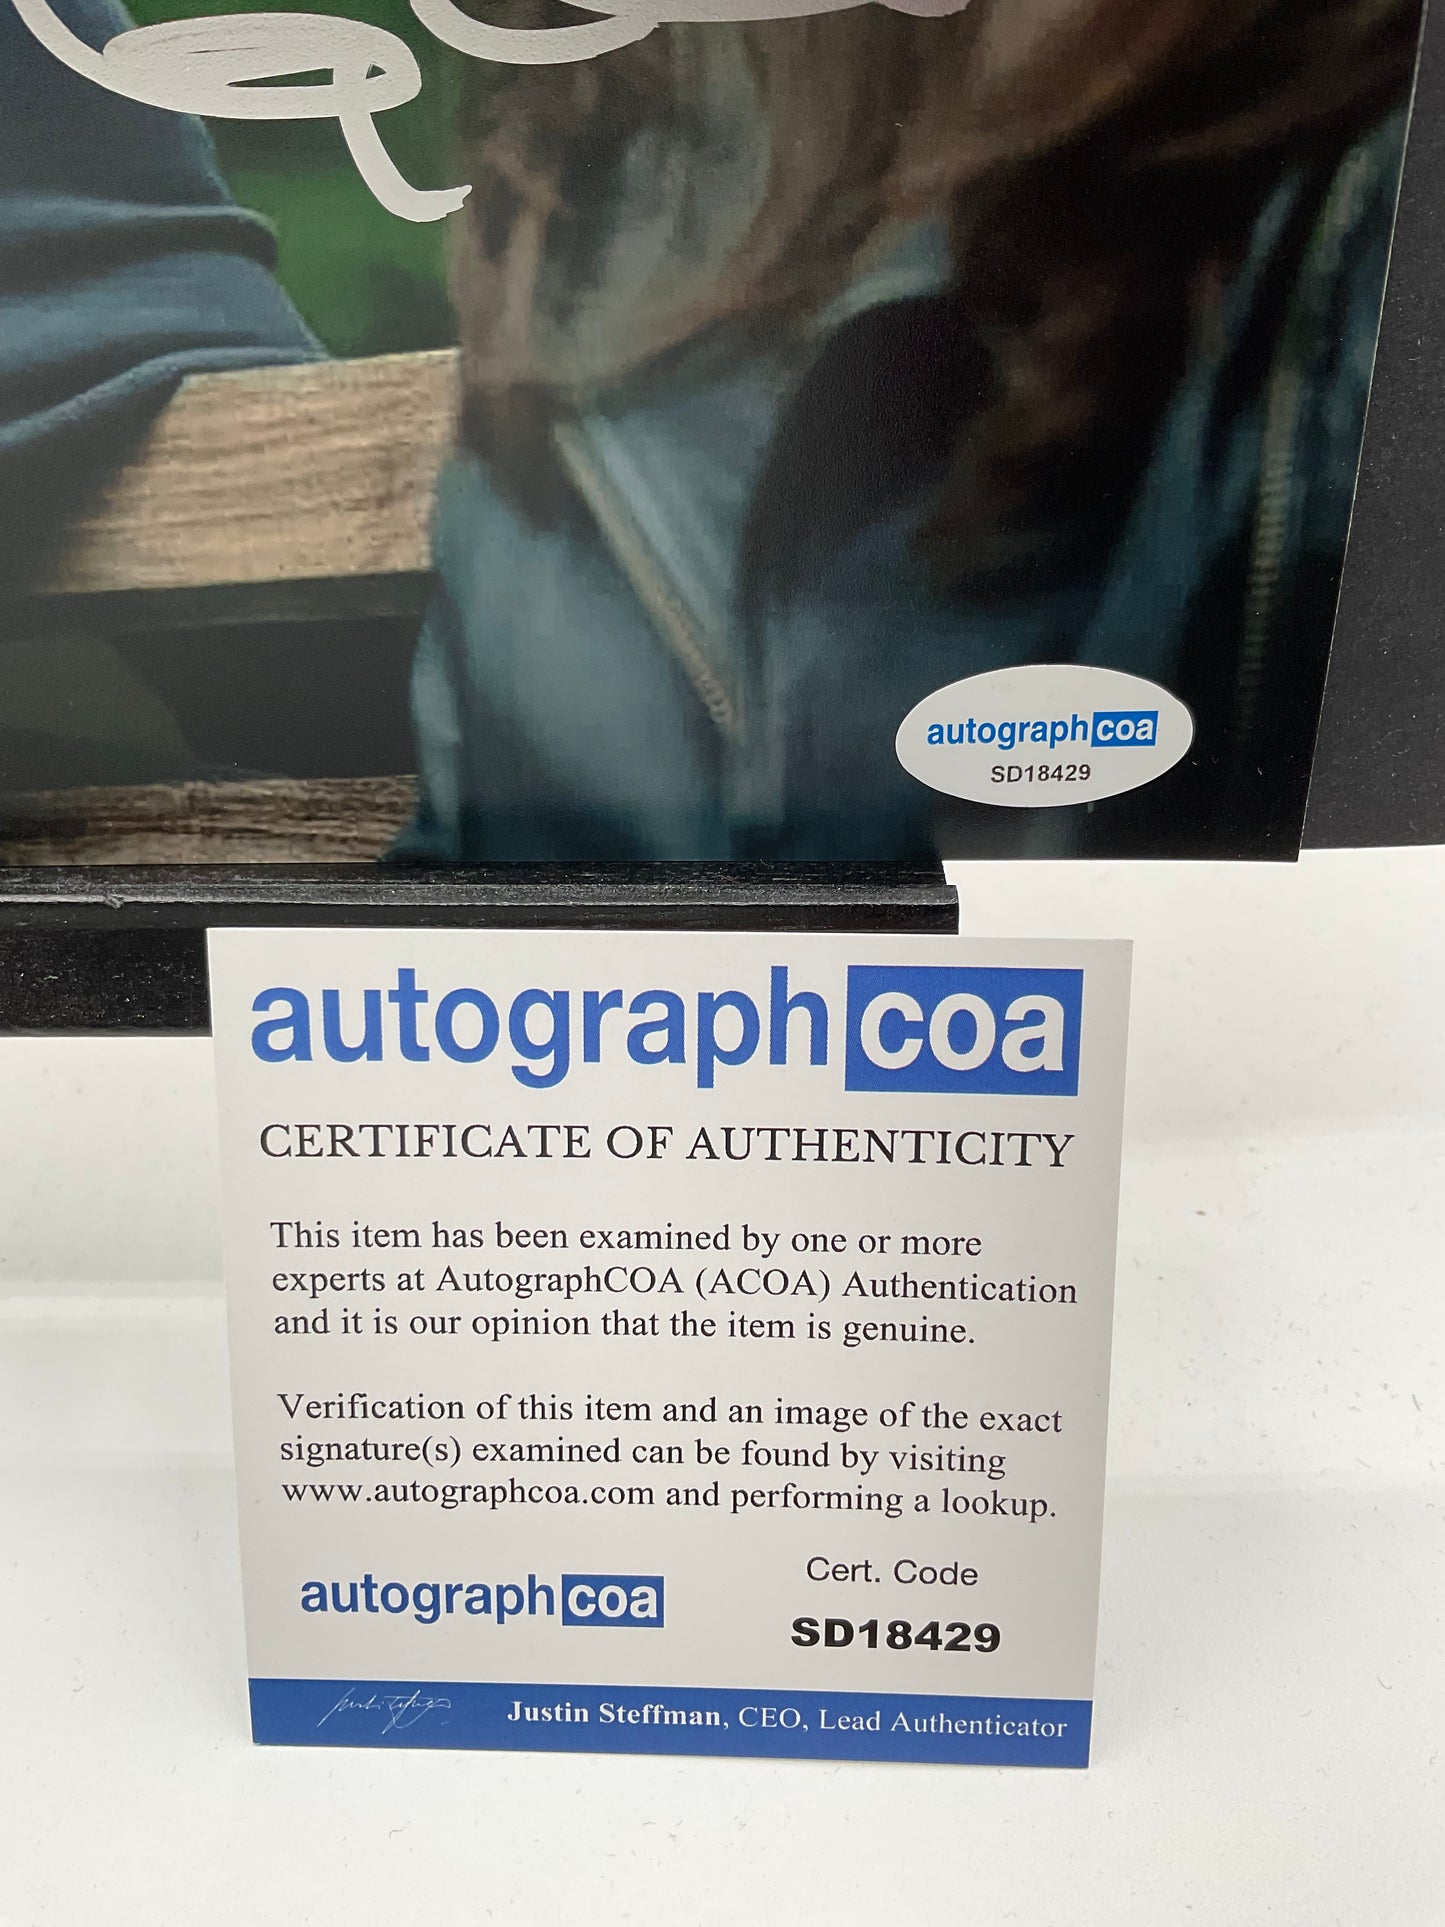 autographcoa
SD18429
autographcoa
CERTIFICATE OF AUTHENTICITY
This item has been examined by one or more
experts at AutographCOA (ACOA) Authentication
and it is our opinion that the item is genuine.
Verification of this item and an image of the exact
signature(s) examined can be found by visiting
www.autographcoa.com and performing a lookup.
autographcoa
Cert. Code
SD18429
Justin Steffman, CEO, Lead Authenticator